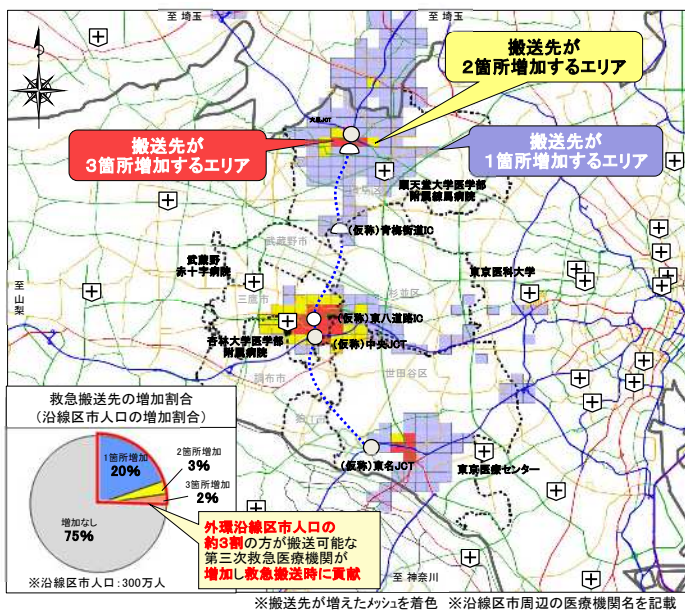 至 埼玉
搬送先が
2箇所増加するエリア
大泉JCT
搬送先が
3箇所増加するエリア
搬送先が
1箇所増加するエリア
練馬区
順天堂大学医学部
附属練馬病院
(仮称)青梅街道IC
武蔵野市
武蔵野
赤十字病院
東京医科大学
至 山梨
三鷹市
杉並区
(仮称)東八道路IC
杏林大学医学部
附属病院
(仮称)中央JCT
世田谷区
調布市
狛江市
(仮称)東名JCT
東京医療センター
救急搬送先の増加割合
(沿線区市人口の増加割合)
1箇所増加
20%
2箇所増加
3%
3箇所増加
2%
増加なし
75%
※沿線区市人口:300万人
外環沿線区市人口の
約3割の方が搬送可能な
第三次救急医療機関が
増加し救急搬送時に貢献
至 神奈川
※搬送先が増えたメッシュを着色 ※沿線区市周辺の医療機関名を記載